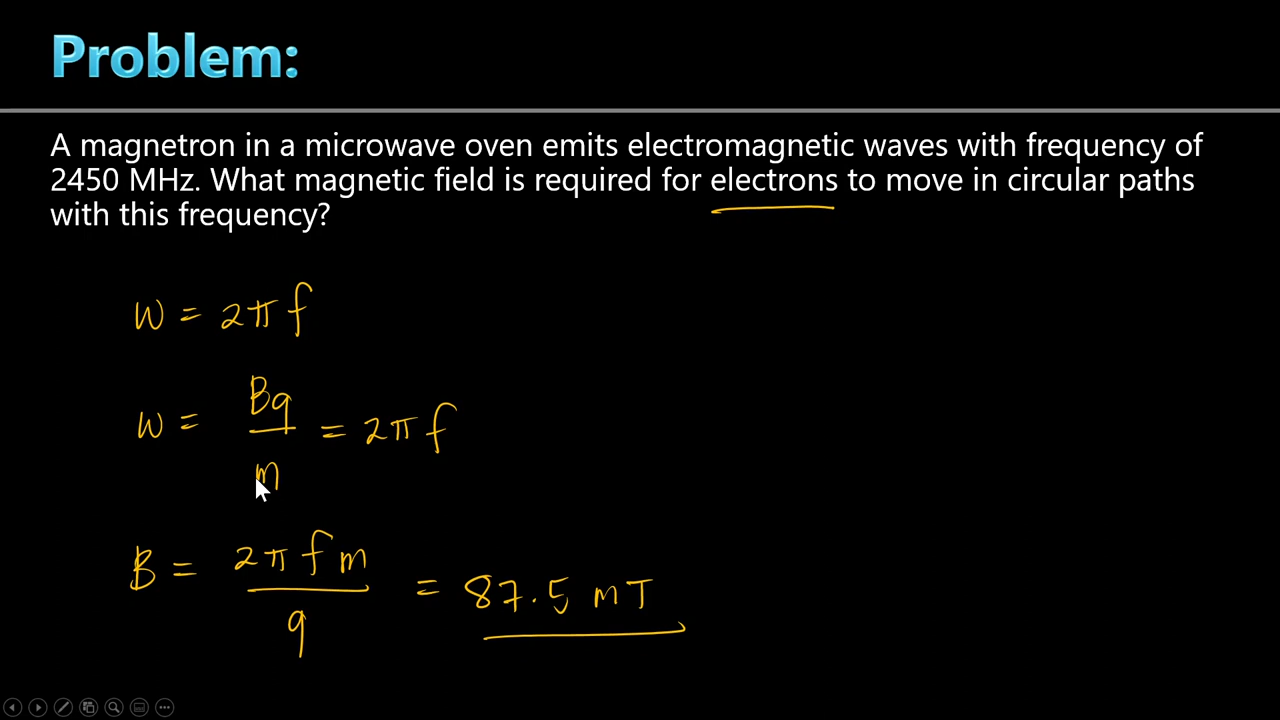 Problem:
A magnetron in a microwave oven emits electromagnetic waves with frequency of
2450 MHz. What magnetic field is required for electrons to move in circular paths
with this frequency?
w = 2π f
w = Bq/m = 2π f
B = 2π f m/q = 87.5 mT